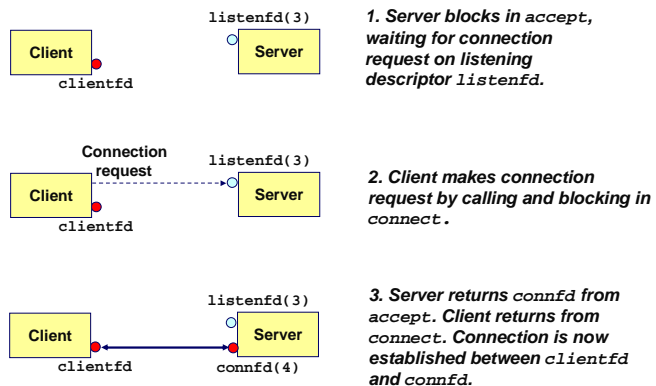 listenfd(3)
Client
Server
clientfd
1. Server blocks in accept,
waiting for connection
request on listening
descriptor listenfd.
Connection
request
listenfd(3)
Client
Server
clientfd
2. Client makes connection
request by calling and blocking in
connect.
listenfd(3)
Client
Server
clientfd
connfd(4)
3. Server returns connfd from
accept. Client returns from
connect. Connection is now
established between clientfd
and connfd.